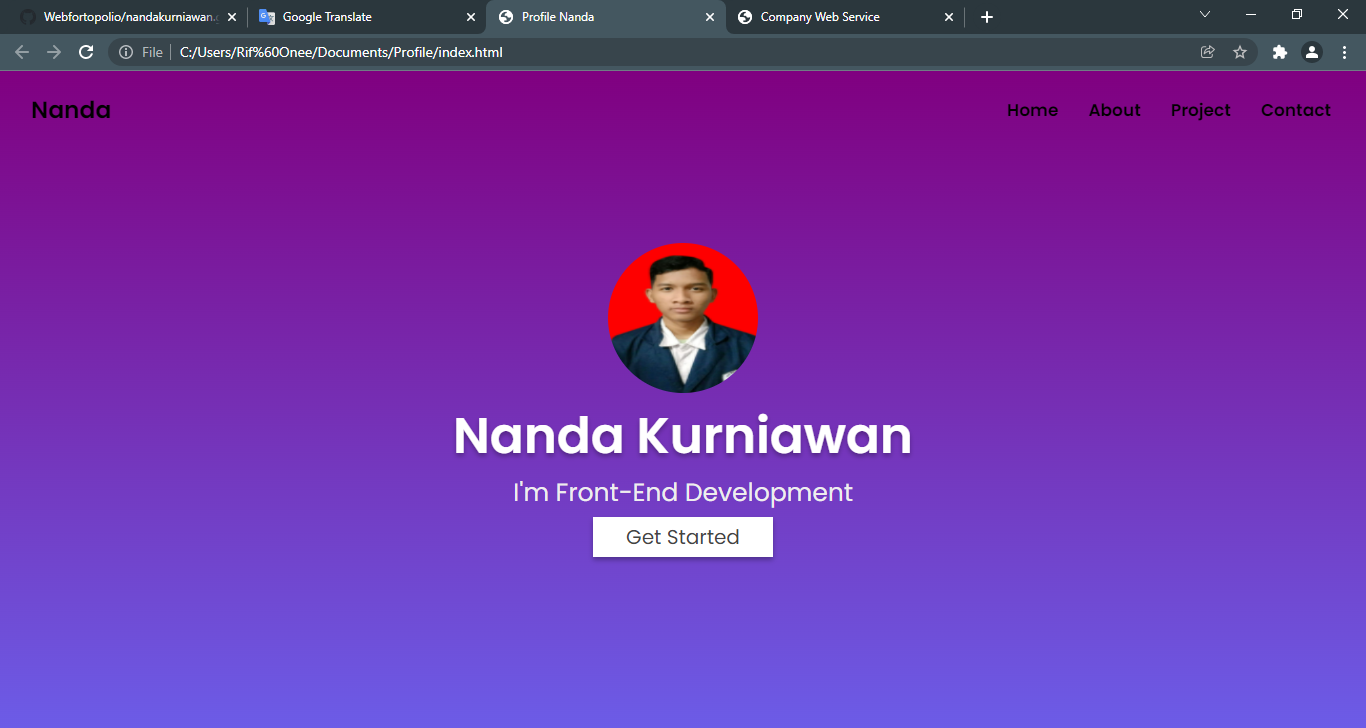 Webfortopolio/nandakurniawan.g
Google Translate
Profile Nanda
Company Web Service
File
C:/Users/Rif%60Onee/Documents/Profile/index.html
Nanda
Home About Project Contact
Nanda Kurniawan
I'm Front-End Development
Get Started